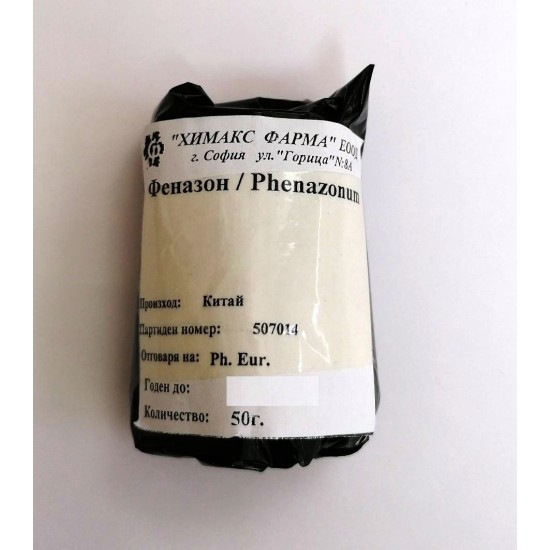 "ХИМАКС ФАРМА" ЕООД
г. София ул."Горица"№8А
Феназон / Phenazonum
Произход: Китай
Партиден номер: 507014
Отговаря на: Ph. Eur.
Годен до:
Количество: 50г.